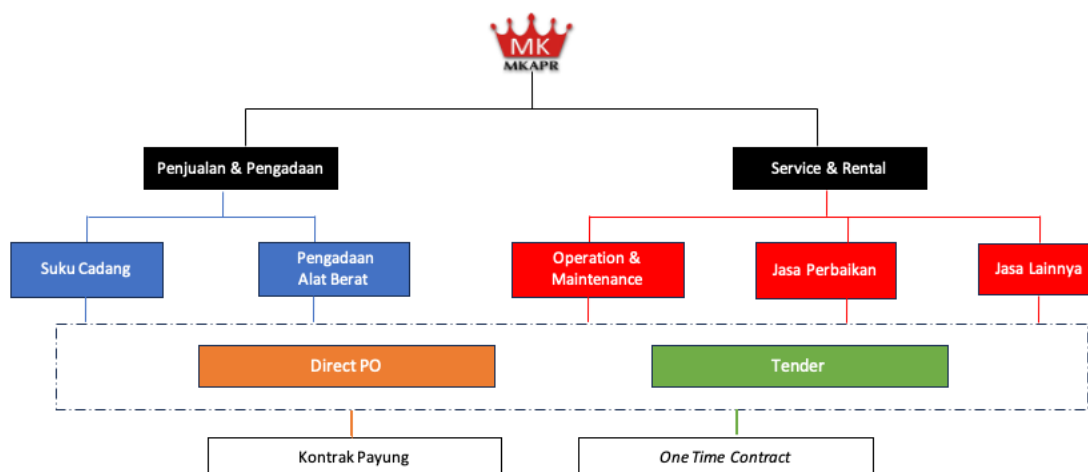 MK
MKAPR
Penjualan & Pengadaan
Service & Rental
Suku Cadang
Pengadaan
Alat Berat
Operation &
Maintenance
Jasa Perbaikan
Jasa Lainnya
Direct PO
Tender
Kontrak Payung
One Time Contract